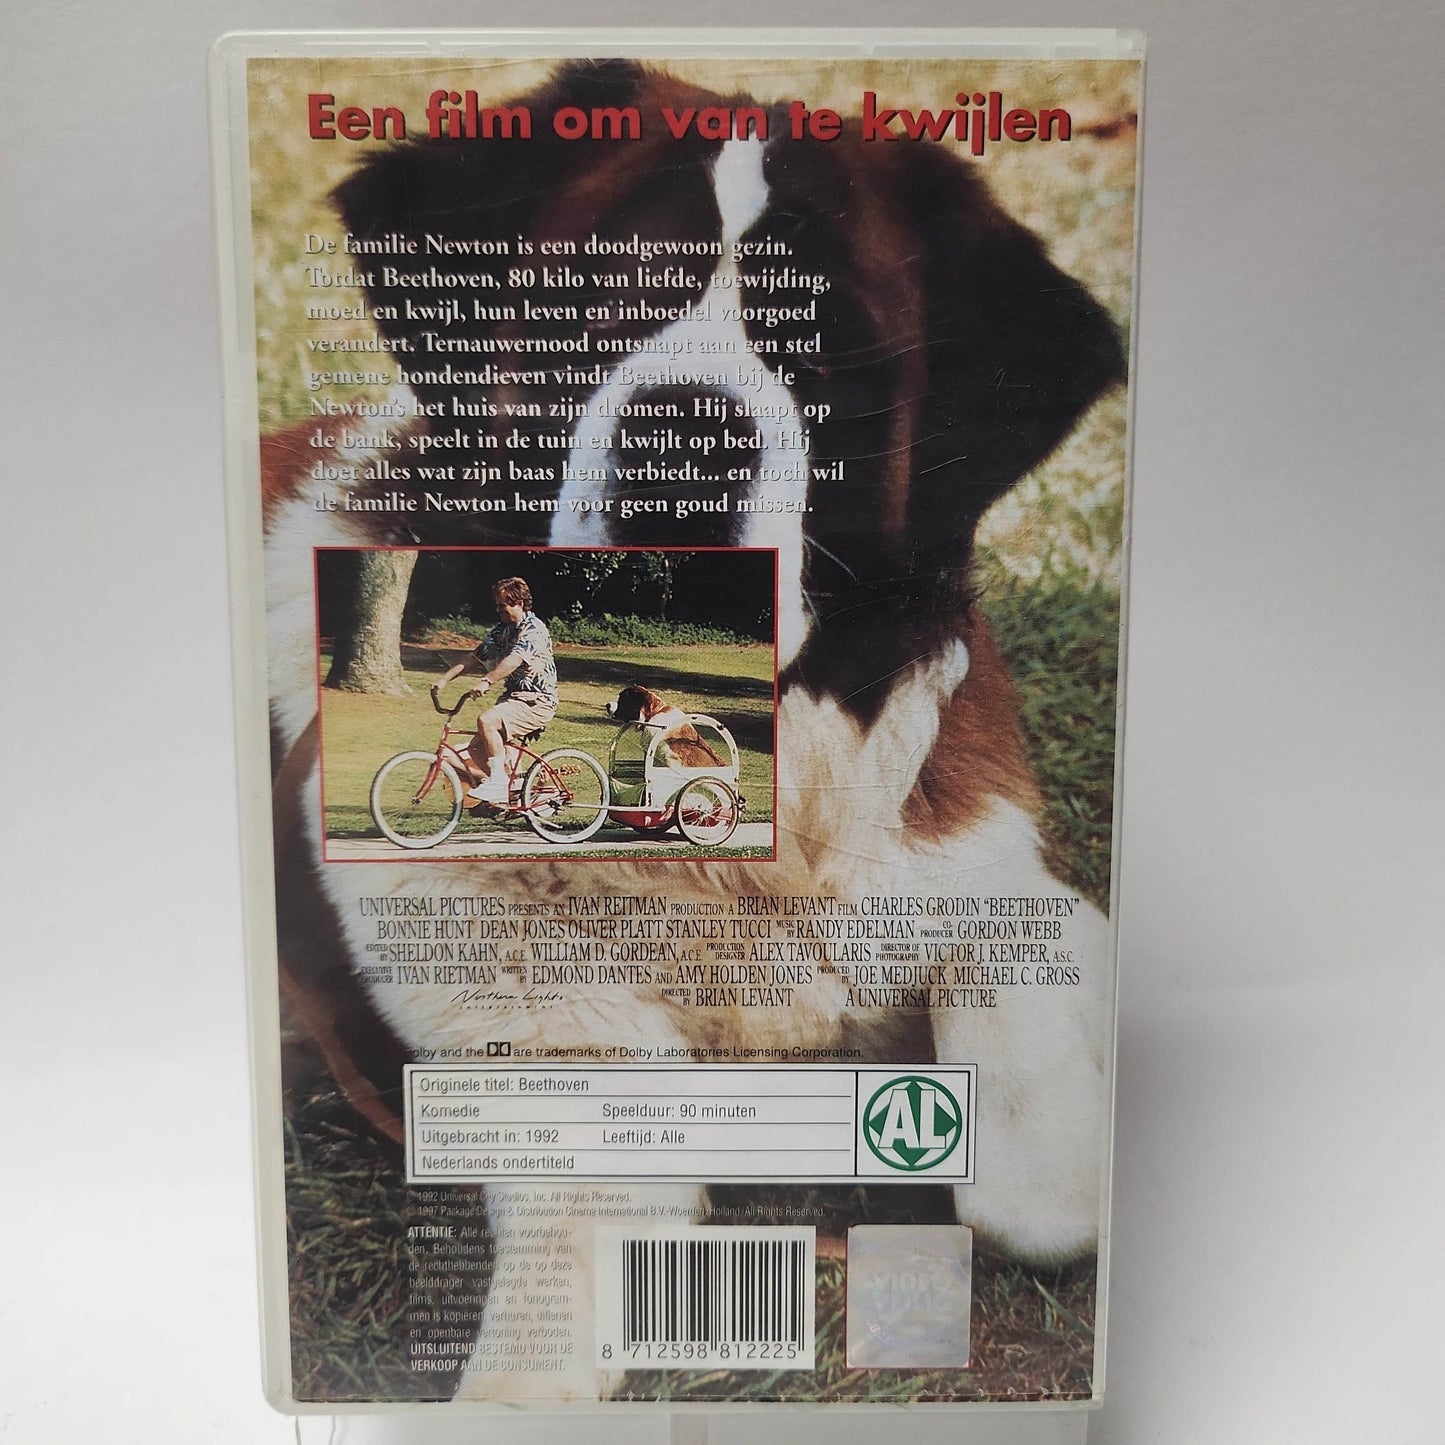 Een film om van te kwijlen
De familie Newton is een doodgewoon gezin.
Totdat Beethoven, 80 kilo van liefde, toewijding,
moed en kwijl, hun leven en inboedel voorgoed
verandert. Ternauwernood ontsnapt aan een stel
gemene hondendieven vindt Beethoven bij de
Newton's het huis van zijn dromen. Hij slaapt op
de bank, speelt in de tuin en kwijlt op bed. Hij
doet alles wat zijn baas hem verbiedt... en toch wil
de familie Newton hem voor geen goud missen.
UNIVERSAL PICTURES PRESENTS AN IVAN REITMAN PRODUCTION A BRIAN LEVANT FILM CHARLES GRODIN "BEETHOVEN"
BONNIE HUNT DEAN JONES OLIVER PLATT STANLEY TUCCI MUSIC BY RANDY EDELMAN CO-PRODUCER GORDON WEBB
EDITED BY SHELDON KAHN, A.C.E. WILLIAM D. GORDEAN, A.C.E. PRODUCTION DESIGNER ALEX TAVOULARIS DIRECTOR OF PHOTOGRAPHY VICTOR J. KEMPER, A.S.C.
EXECUTIVE PRODUCER IVAN RIETMAN WRITTEN BY EDMOND DANTES AND AMY HOLDEN JONES PRODUCED BY JOE MEDJUCK MICHAEL C. GROSS
Northern Lights ENTERTAINMENT DIRECTED BY BRIAN LEVANT A UNIVERSAL PICTURE
Dolby and the are trademarks of Dolby Laboratories Licensing Corporation.
Originele titel: Beethoven
Komedie Speelduur: 90 minuten
Uitgebracht in: 1992 Leeftijd: Alle
Nederlands ondertiteld
AL
© 1992 Universal City Studios, Inc. All Rights Reserved.
© 1997 Package Design & Distribution Cinema International B.V.-Woerden, Holland. All Rights Reserved.
ATTENTIE: Alle rechten voorbehou-
den. Behoudens toestemming van
de rechthebbenden op de op deze
beelddrager vastgelegde werken,
films, uitvoeringen en fonogram-
men is kopiëren, verhuren, uitlenen
en openbare vertoning verboden.
UITSLUITEND BESTEMD VOOR DE
VERKOOP AAN DE CONSUMENT.
8 712598 812225
VIDEO